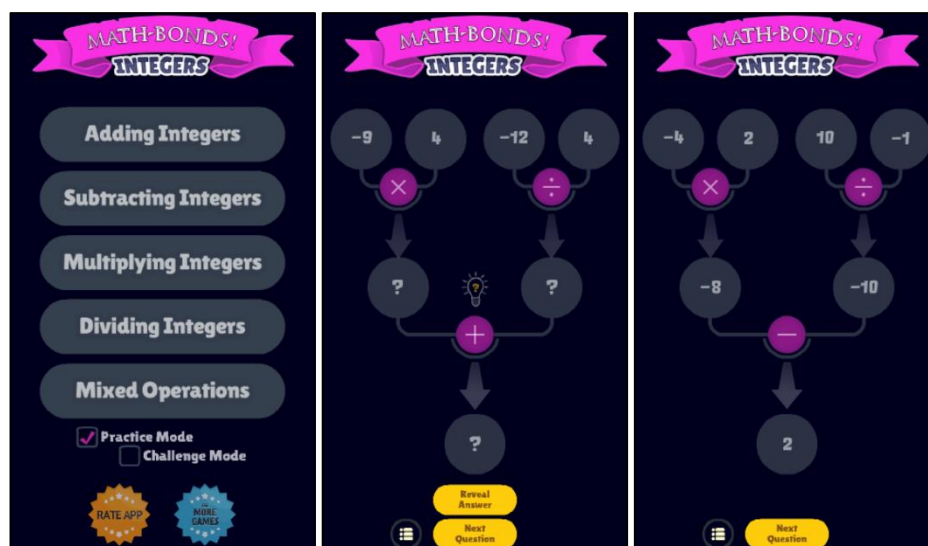 MATH-BONDS!
INTEGERS
Adding Integers
Subtracting Integers
Multiplying Integers
Dividing Integers
Mixed Operations
Practice Mode
Challenge Mode
RATE APP
MORE
GAMES
MATH-BONDS!
INTEGERS
-9 4 -12 4
× ÷
? ? ?
+
?
Reveal
Answer
Next
Question
MATH-BONDS!
INTEGERS
-4 2 10 -1
× ÷
-8 -10
−
2
Next
Question